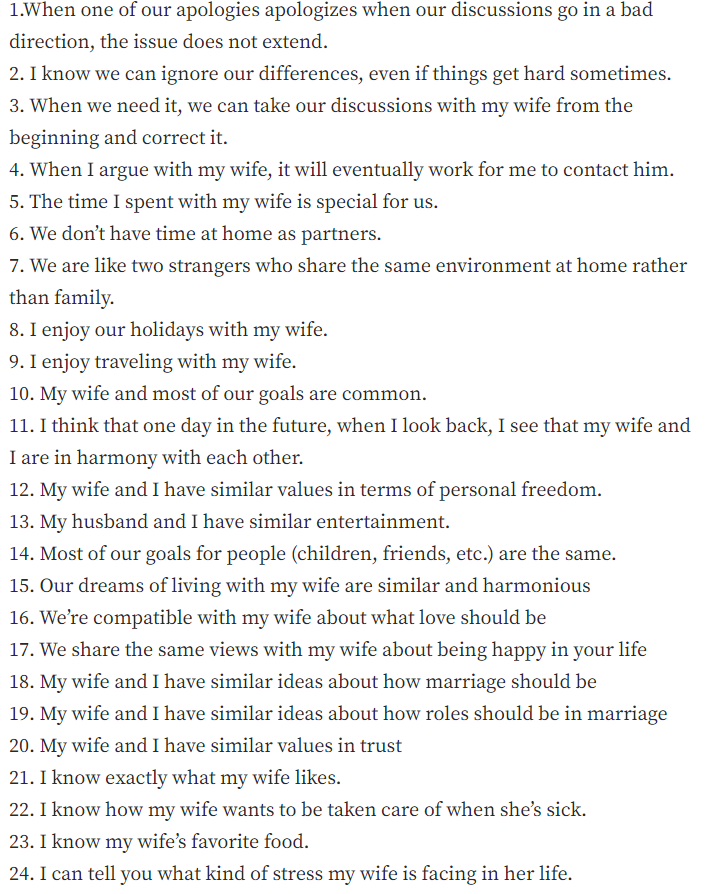 1.When one of our apologies apologizes when our discussions go in a bad
direction, the issue does not extend.
2. I know we can ignore our differences, even if things get hard sometimes.
3. When we need it, we can take our discussions with my wife from the
beginning and correct it.
4. When I argue with my wife, it will eventually work for me to contact him.
5. The time I spent with my wife is special for us.
6. We don’t have time at home as partners.
7. We are like two strangers who share the same environment at home rather
than family.
8. I enjoy our holidays with my wife.
9. I enjoy traveling with my wife.
10. My wife and most of our goals are common.
11. I think that one day in the future, when I look back, I see that my wife and
I are in harmony with each other.
12. My wife and I have similar values in terms of personal freedom.
13. My husband and I have similar entertainment.
14. Most of our goals for people (children, friends, etc.) are the same.
15. Our dreams of living with my wife are similar and harmonious
16. We’re compatible with my wife about what love should be
17. We share the same views with my wife about being happy in your life
18. My wife and I have similar ideas about how marriage should be
19. My wife and I have similar ideas about how roles should be in marriage
20. My wife and I have similar values in trust
21. I know exactly what my wife likes.
22. I know how my wife wants to be taken care of when she’s sick.
23. I know my wife’s favorite food.
24. I can tell you what kind of stress my wife is facing in her life.